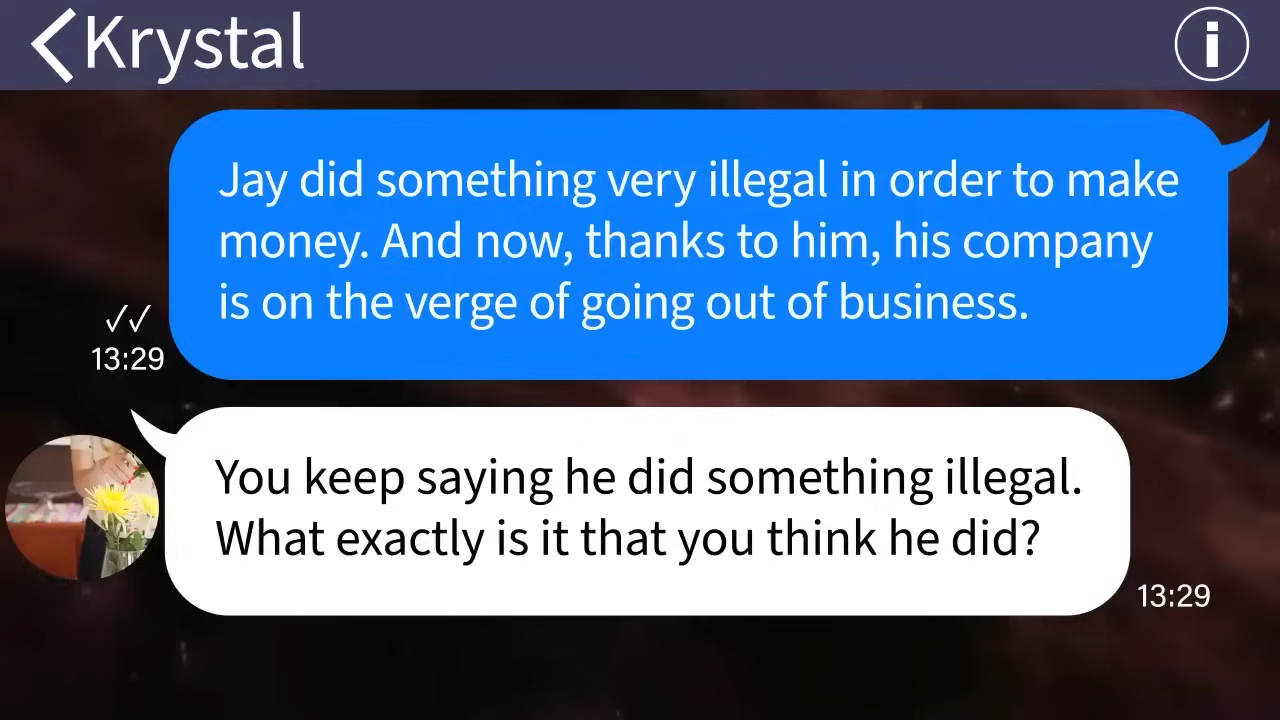 Krystal
Jay did something very illegal in order to make
money. And now, thanks to him, his company
is on the verge of going out of business.
13:29
You keep saying he did something illegal.
What exactly is it that you think he did?
13:29